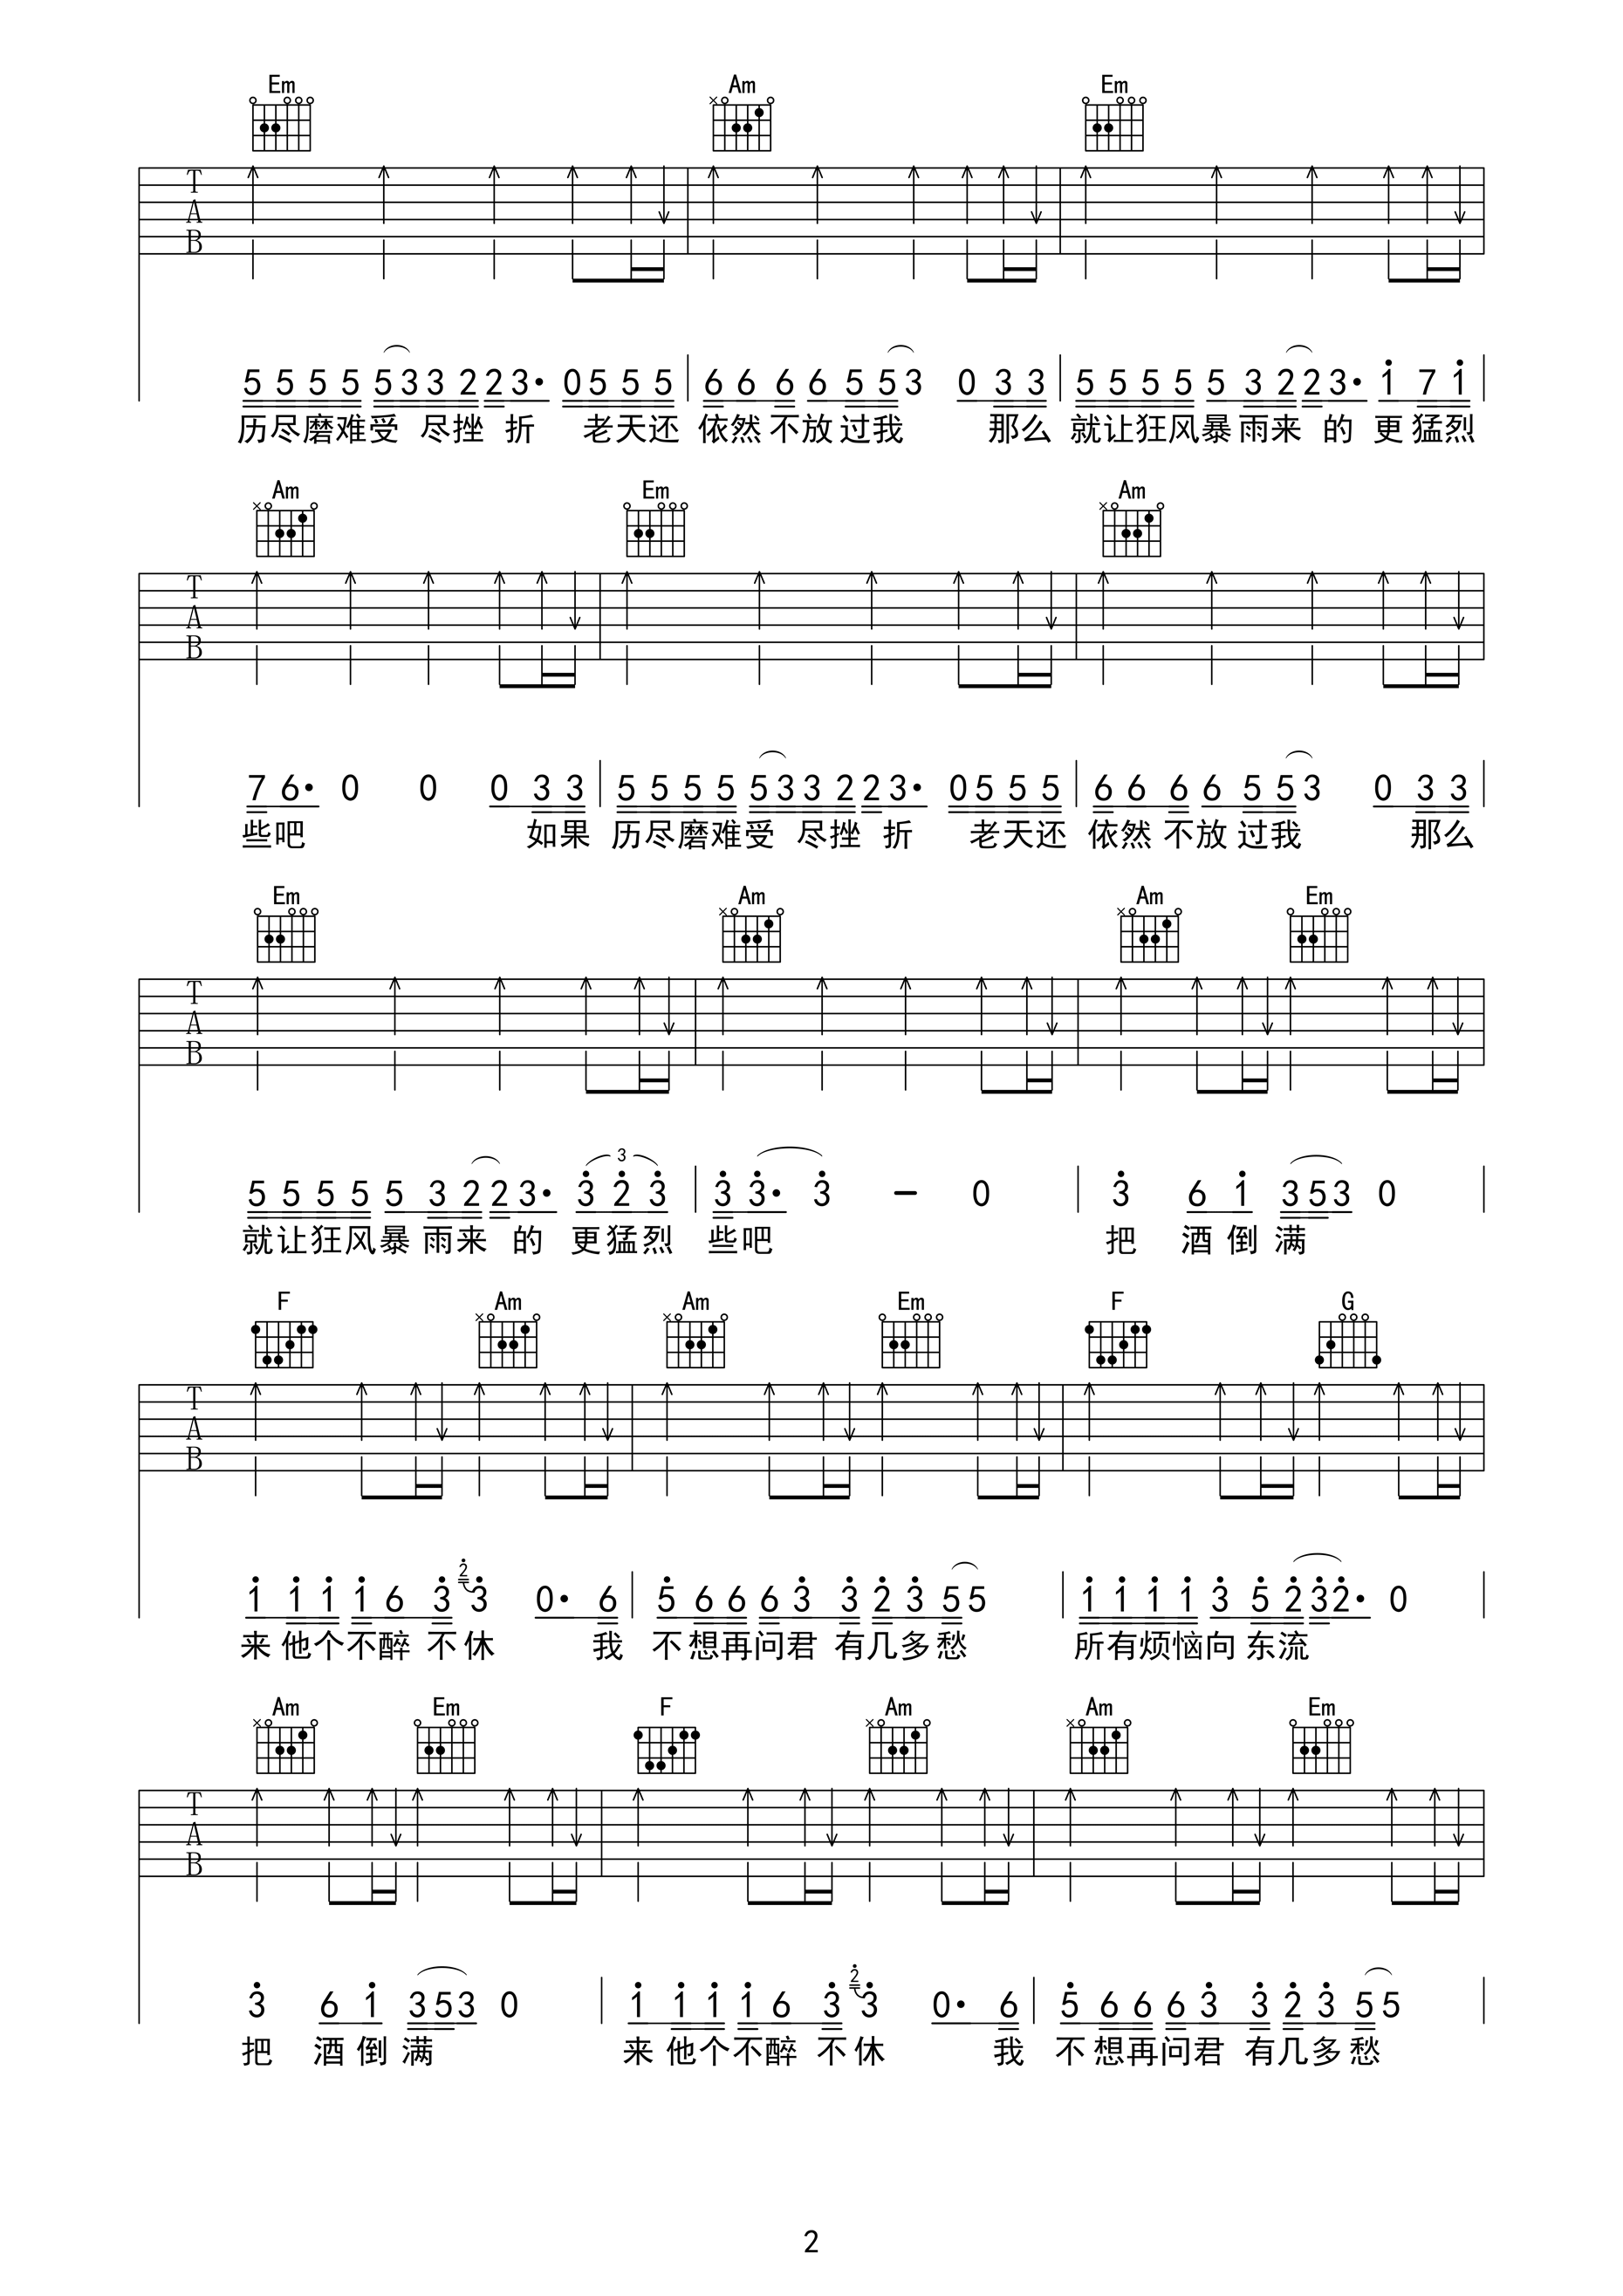 Em Am Em
T
A
B
5 5 5 5 5 3 3 2 2 3· 0 5 5 5 6 6 6 6 5 5 3 0 3 3 5 5 5 5 5 3 2 2 3· 1 7 1
历尽磨难受 尽挫 折 老天还 依然 不放 过我 那么 就让狂风暴 雨来 的 更 猛烈
Am Em Am
T
A
B
7 6· 0 0 0 3 3 5 5 5 5 5 3 3 2 2 3· 0 5 5 5 6 6 6 6 5 5 3 0 3 3
些吧 如果 历尽磨难受 尽挫 折 老天还 依然 不放 过我 那么
Em Am Am Em
T
A
B
3
5 5 5 5 5 3 2 2 3· 3 2 3 3 3· 3 – 0 3 6 1 3 5 3 0
就让狂风暴 雨来 的 更猛烈 些吧 把 酒 倒 满
F Am Am Em F G
T
A
B
1 1 1 1 6 3 2 3 0· 6 5 6 6 6 3 3 2 3 5 5 1 1 1 1 3 5 2 3 2· 0
来 他个不醉 不休 我 不想再问君 有几多愁 所有烦恼向 东流
Am Em F Am Am Em
T
A
B
3 6 1 3 5 3 0 1 1 1 1 6 3 2 3 0· 6 5 6 6 6 3 3 2 3 5 5
把 酒 倒 满 来 他个不醉 不休 我 不想再问君 有几多愁
2